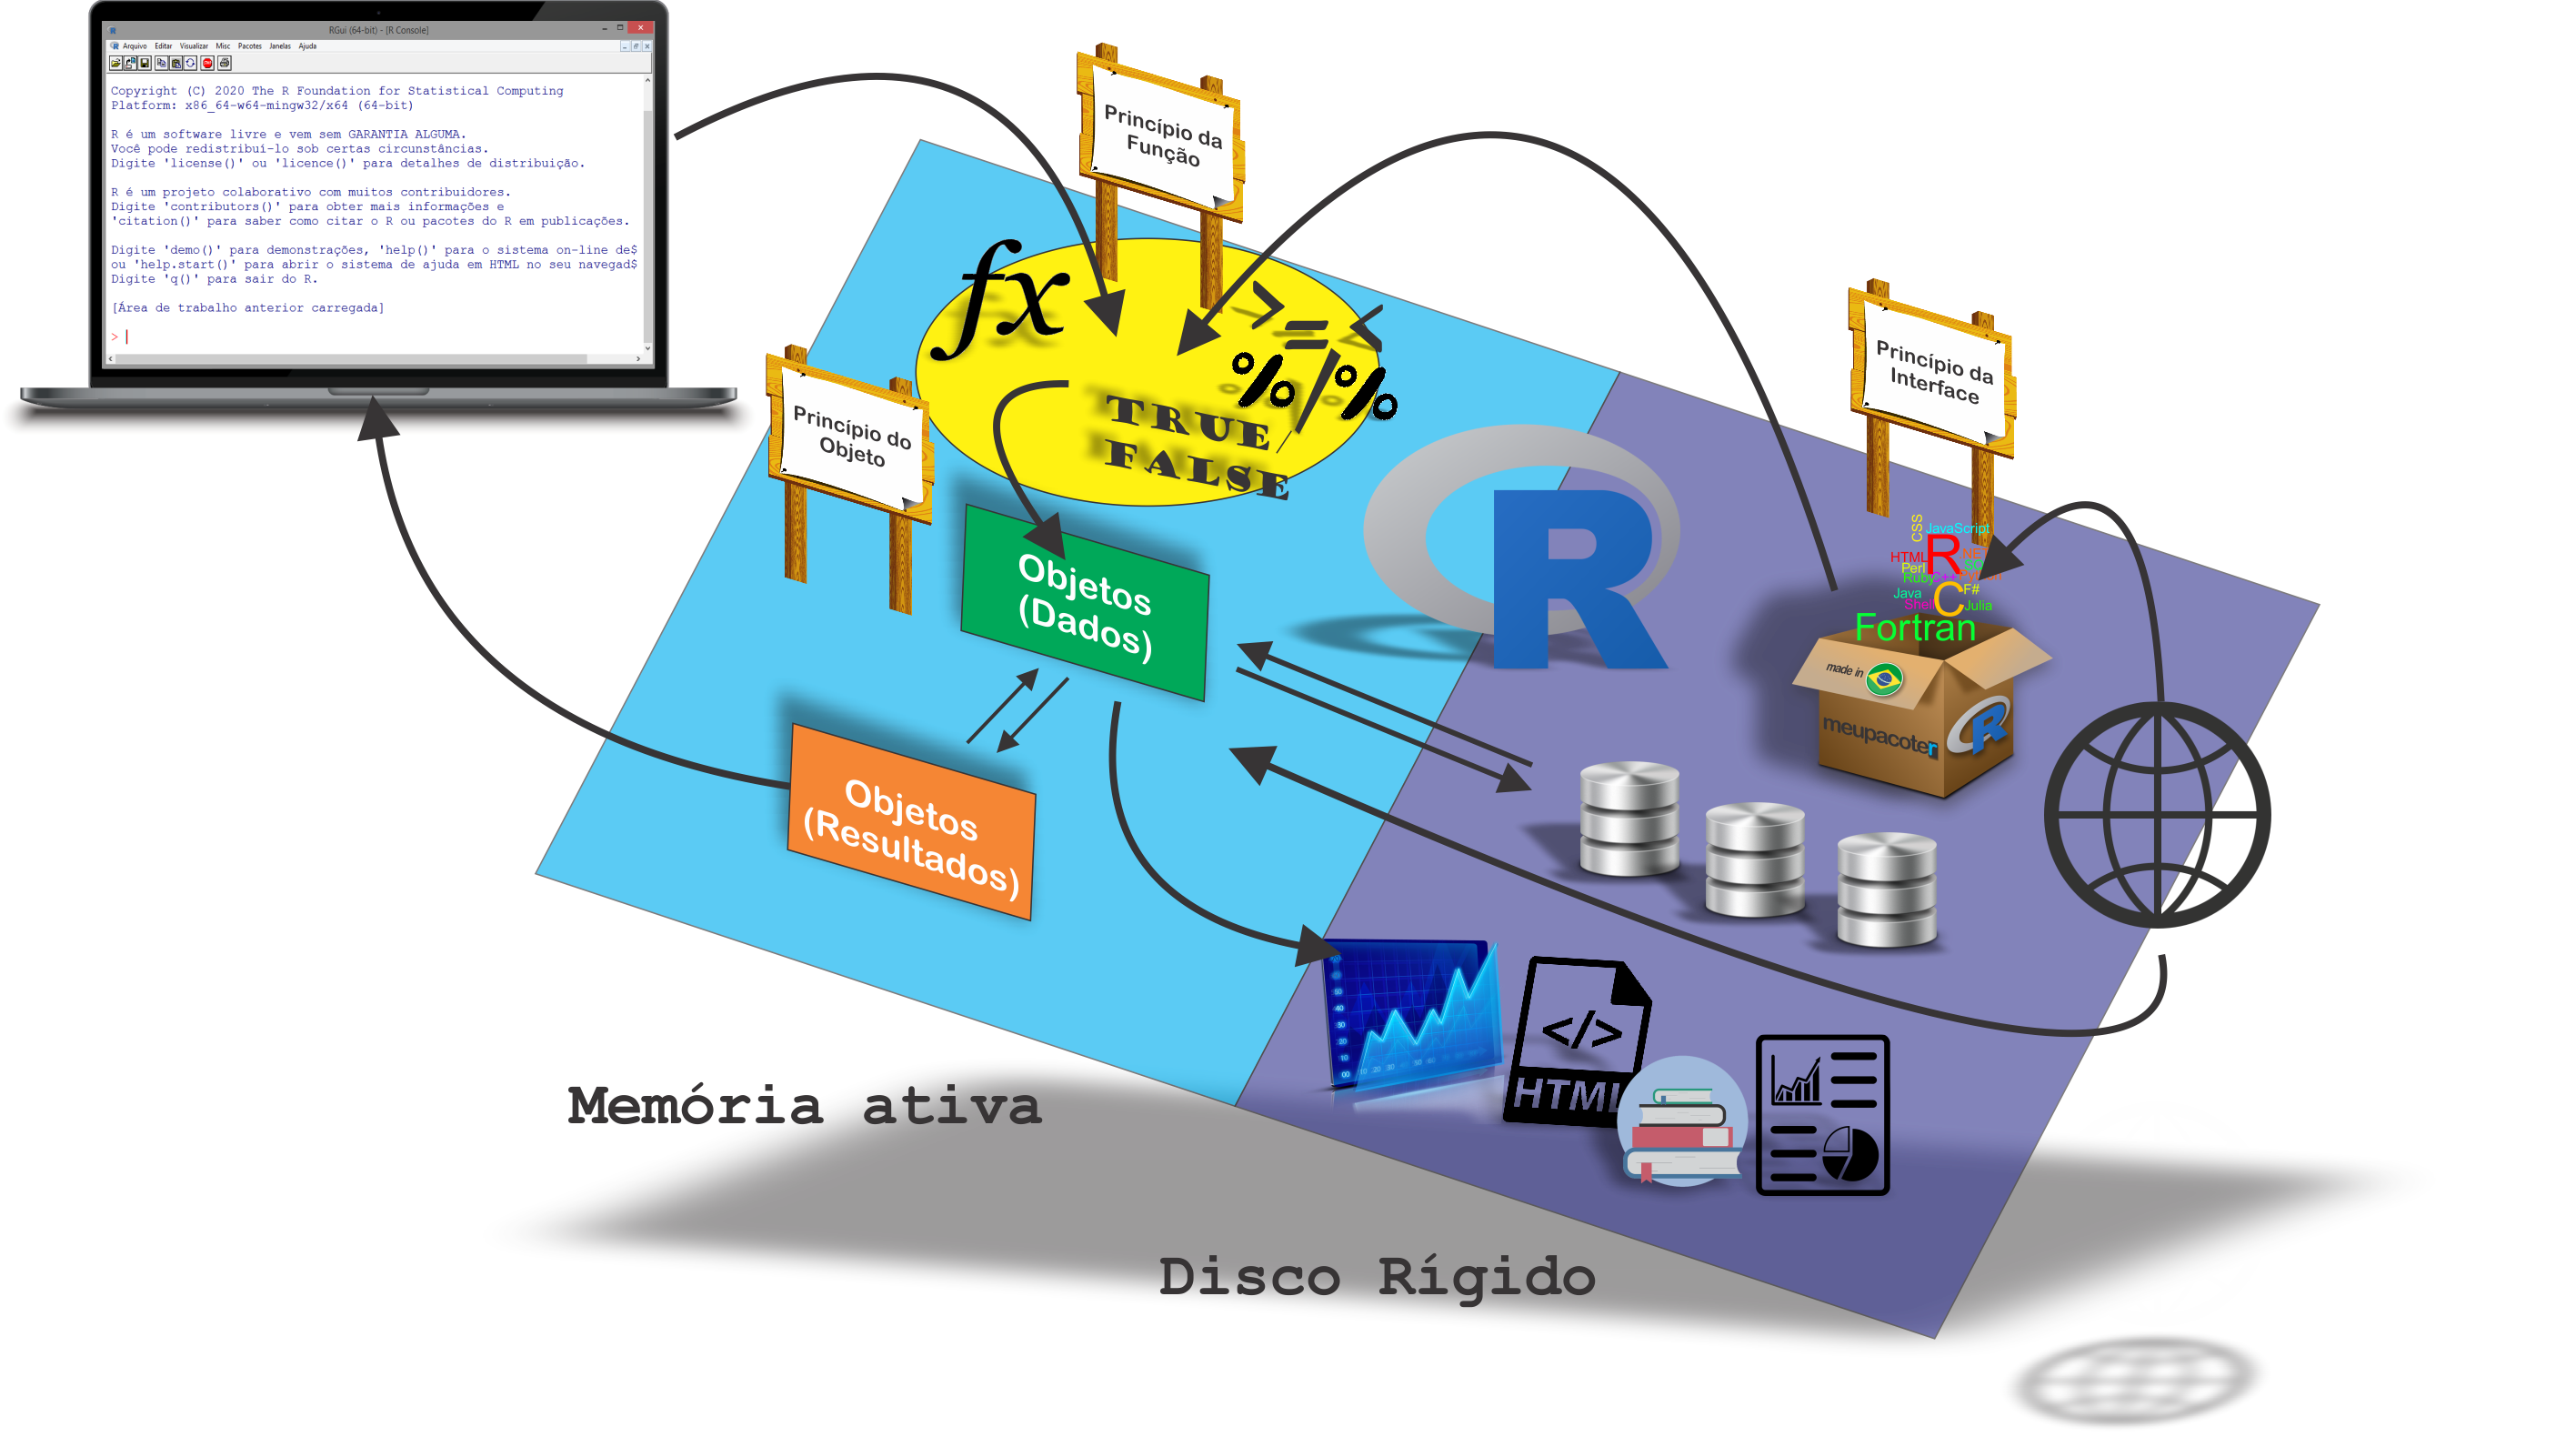 RGui (64-bit) - [R Console]
Arquivo Editar Visualizar Misc Pacotes Janelas Ajuda
Copyright (C) 2020 The R Foundation for Statistical Computing
Platform: x86_64-w64-mingw32/x64 (64-bit)
R é um software livre e vem sem GARANTIA ALGUMA.
Você pode redistribuí-lo sob certas circunstâncias.
Digite 'license()' ou 'licence()' para detalhes de distribuição.
R é um projeto colaborativo com muitos contribuidores.
Digite 'contributors()' para obter mais informações e
'citation()' para saber como citar o R ou pacotes do R em publicações.
Digite 'demo()' para demonstrações, 'help()' para o sistema on-line de$
ou 'help.start()' para abrir o sistema de ajuda em HTML no seu navegad$
Digite 'q()' para sair do R.
[Área de trabalho anterior carregada]
>
Princípio da
Função
fx
>=<
%/%
TRUE/
FALSE
Princípio do
Objeto
Princípio da
Interface
Objetos
(Dados)
Objetos
(Resultados)
R
CSS
JavaScript
HTML
R
NE
Perl
SQ
Ruby
C++
Java
C
F#
Shel
Julia
Fortran
made in
meupacoter
R
</>
HTML
Memória ativa
Disco Rígido